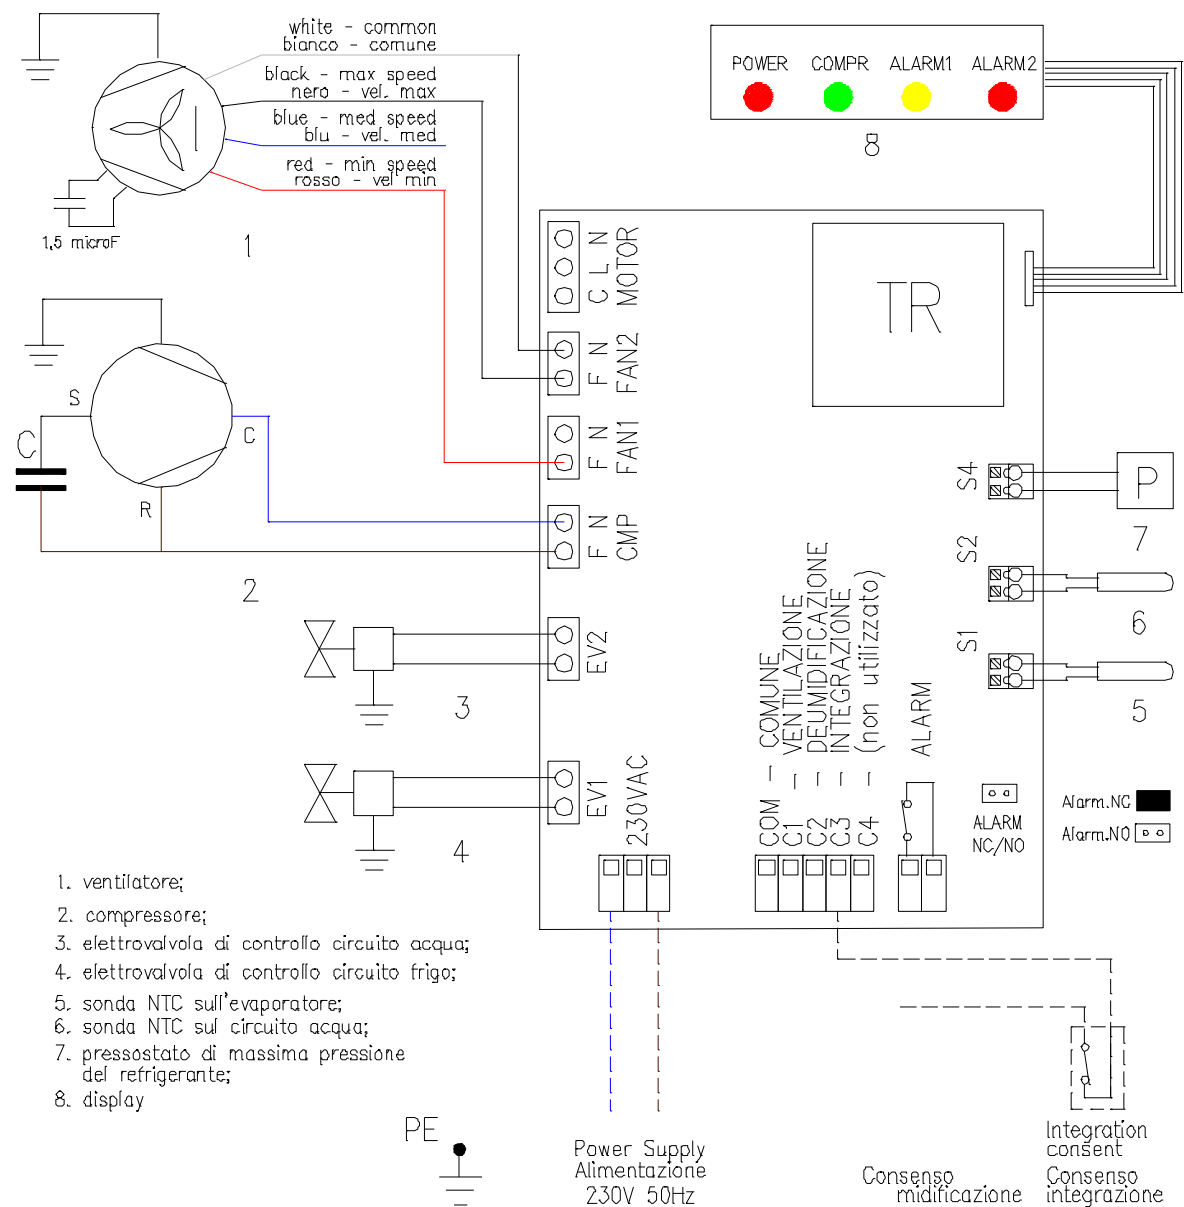 white - common
bianco - comune
black - max speed
nero - vel. max
blue - med speed
blu - vel. med
red - min speed
rosso - vel min
1,5 microF
1
POWER COMPR ALARM1 ALARM2
8
C L N
MOTOR
F N
FAN2
F N
FAN1
F N
CMP
TR
S
C
C
R
2
S4
P
7
S2
6
S1
5
EV2
3
EV1
4
230VAC
COM - COMUNE
C1 - VENTILAZIONE
C2 - DEUMIDIFICAZIONE
C3 - INTEGRAZIONE
C4 - (non utilizzato)
ALARM
ALARM
NC/NO
Alarm.NC
Alarm.NO
1. ventilatore;
2. compressore;
3. elettrovalvola di controllo circuito acqua;
4. elettrovalvola di controllo circuito frigo;
5. sonda NTC sull'evaporatore;
6. sonda NTC sul circuito acqua;
7. pressostato di massima pressione
del refrigerante;
8. display
PE
Power Supply
Alimentazione
230V 50Hz
Integration
consent
Consenso
midificazione
Consenso
integrazione